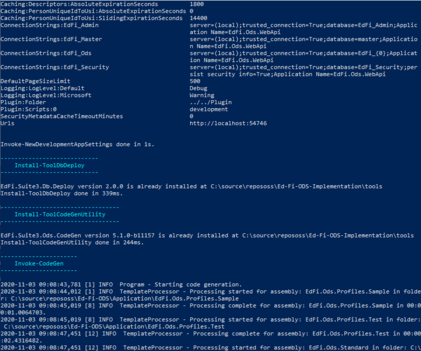 Caching:Descriptors:AbsoluteExpirationSeconds 1800
Caching:PersonUniqueIdToUsi:AbsoluteExpirationSeconds 0
Caching:PersonUniqueIdToUsi:SlidingExpirationSeconds 14400
ConnectionStrings:EdFi_Admin server=(local);trusted_connection=True;database=EdFi_Admin;Applic
ation Name=EdFi.Ods.WebApi
ConnectionStrings:EdFi_Master server=(local);trusted_connection=True;database=master;Applicatio
n Name=EdFi.Ods.WebApi
ConnectionStrings:EdFi_Ods server=(local);trusted_connection=True;database=EdFi_{0};Applicati
on Name=EdFi.Ods.WebApi
ConnectionStrings:EdFi_Security server=(local);trusted_connection=True;database=EdFi_Security;per
sist security info=True;Application Name=EdFi.Ods.WebApi
DefaultPageSizeLimit 500
Logging:LogLevel:Default Debug
Logging:LogLevel:Microsoft Warning
Plugin:Folder ../../Plugin
Plugin:Scripts:0 development
SecurityMetadataCacheTimeoutMinutes 0
Urls http://localhost:54746
Invoke-NewDevelopmentAppSettings done in 1s.
---------------------------
Install-ToolDbDeploy
---------------------------
EdFi.Suite3.Db.Deploy version 2.0.0 is already installed at C:\source\repososs\Ed-Fi-ODS-Implementation\tools
Install-ToolDbDeploy done in 339ms.
---------------------------------
Install-ToolCodeGenUtility
---------------------------------
EdFi.Suite3.Ods.CodeGen version 5.1.0-b11157 is already installed at C:\source\repososs\Ed-Fi-ODS-Implementation\tools
Install-ToolCodeGenUtility done in 244ms.
---------------------
Invoke-CodeGen
---------------------
2020-11-03 09:08:43,781 [1] INFO Program - Starting code generation.
2020-11-03 09:08:44,012 [1] INFO TemplateProcessor - Processing started for assembly: EdFi.Ods.Profiles.Sample in folde
r: C:\source\repososs\Ed-Fi-ODS\Application\EdFi.Ods.Profiles.Sample
2020-11-03 09:08:45,019 [8] INFO TemplateProcessor - Processing complete for assembly: EdFi.Ods.Profiles.Sample in 00:0
0:01.0064703.
2020-11-03 09:08:45,019 [8] INFO TemplateProcessor - Processing started for assembly: EdFi.Ods.Profiles.Test in folder:
C:\source\repososs\Ed-Fi-ODS\Application\EdFi.Ods.Profiles.Test
2020-11-03 09:08:47,451 [12] INFO TemplateProcessor - Processing complete for assembly: EdFi.Ods.Profiles.Test in 00:00
:02.4316482.
2020-11-03 09:08:47,451 [12] INFO TemplateProcessor - Processing started for assembly: EdFi.Ods.Standard in folder: C:\